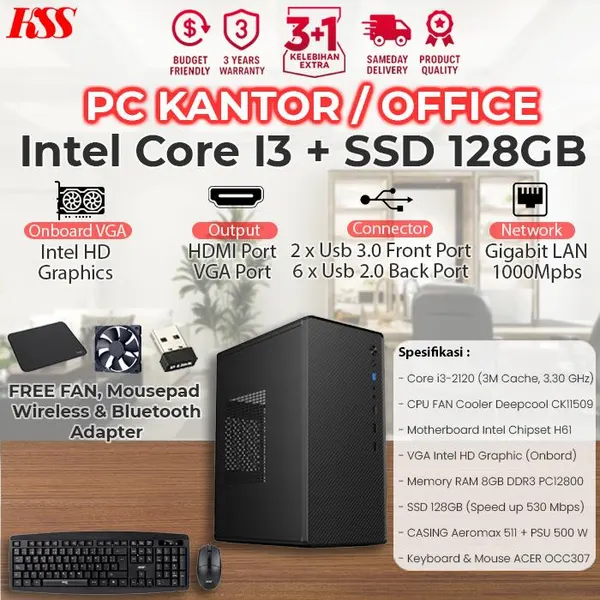 KSS
BUDGET
FRIENDLY
3
YEARS
3 YEARS
WARRANTY
3+1
KELEBIHAN
EXTRA
SAMEDAY
DELIVERY
PRODUCT
QUALITY
PC KANTOR / OFFICE
Intel Core I3 + SSD 128GB
Onboard VGA
Intel HD
Graphics
Output
HDMI Port
VGA Port
Connector
2 x Usb 3.0 Front Port
6 x Usb 2.0 Back Port
Network
Gigabit LAN
1000Mpbs
FREE FAN, Mousepad
Wireless & Bluetooth
Adapter
Spesifikasi :
- Core i3-2120 (3M Cache, 3.30 GHz)
- CPU FAN Cooler Deepcool CK11509
- Motherboard Intel Chipset H61
- VGA Intel HD Graphic (Onbord)
- Memory RAM 8GB DDR3 PC12800
- SSD 128GB (Speed up 530 Mbps)
- CASING Aeromax 511 + PSU 500 W
- Keyboard & Mouse ACER OCC307